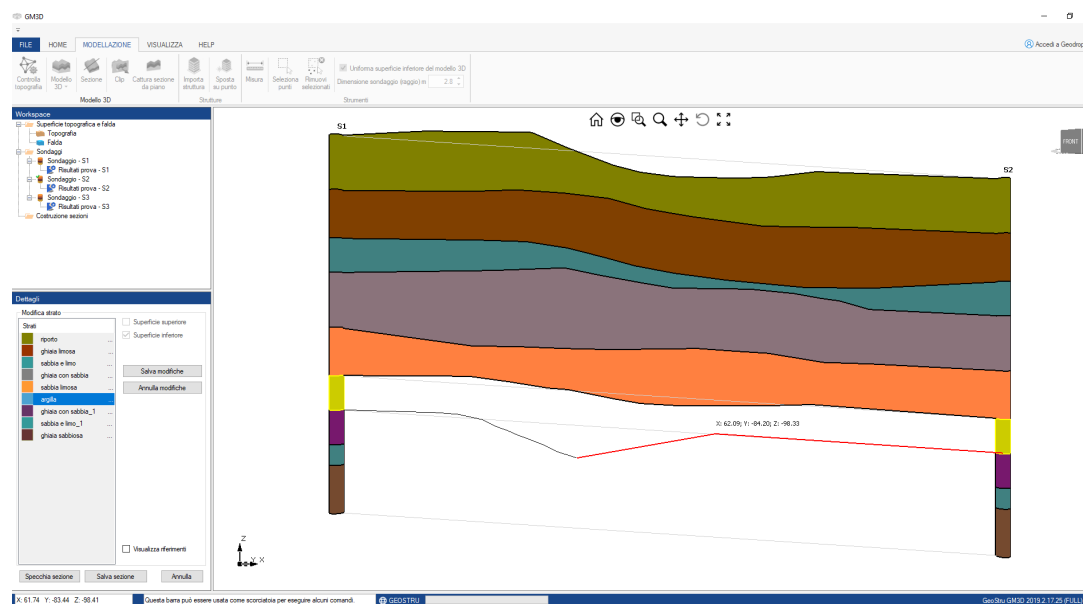 GM3D
FILE HOME MODELLAZIONE VISUALIZZA HELP Accedi a Geodrop
Controlla topografia Modello 3D Sezione Clip Cattura sezione da piano Importa struttura Sposta su punto Misura Seleziona punti Rimuovi selezionati
Uniforma superficie inferiore del modello 3D
Dimensione sondaggio (raggio) m 2.0
Modello 3D Strutture Strumenti
Workspace
Superficie topografica e falda
Topografia
Falda
Sondaggi
Sondaggio - S1
Risultati prova - S1
Sondaggio - S2
Risultati prova - S2
Sondaggio - S3
Risultati prova - S3
Costruzione sezioni
Dettagli
Modifica strato
Strati
riporto ...
ghiaia limosa ...
sabbia e limo ...
ghiaia con sabbia ...
sabbia limosa ...
argilla ...
ghiaia con sabbia_1 ...
sabbia e limo_1 ...
ghiaia sabbiosa ...
Superficie superiore
Superficie inferiore
Salva modifiche
Annulla modifiche
Visualizza riferimenti
Specchia sezione Salva sezione Annulla
S1
S2
FRONT
X: 62.09; Y: -84.20; Z: -98.33
Z
Y X
X: 61.74 Y: -83.44 Z: -98.41 Questa barra può essere usata come scorciatoia per eseguire alcuni comandi. GEOSTRU GeoStru GM3D 2019.2.17.25 (FULL)